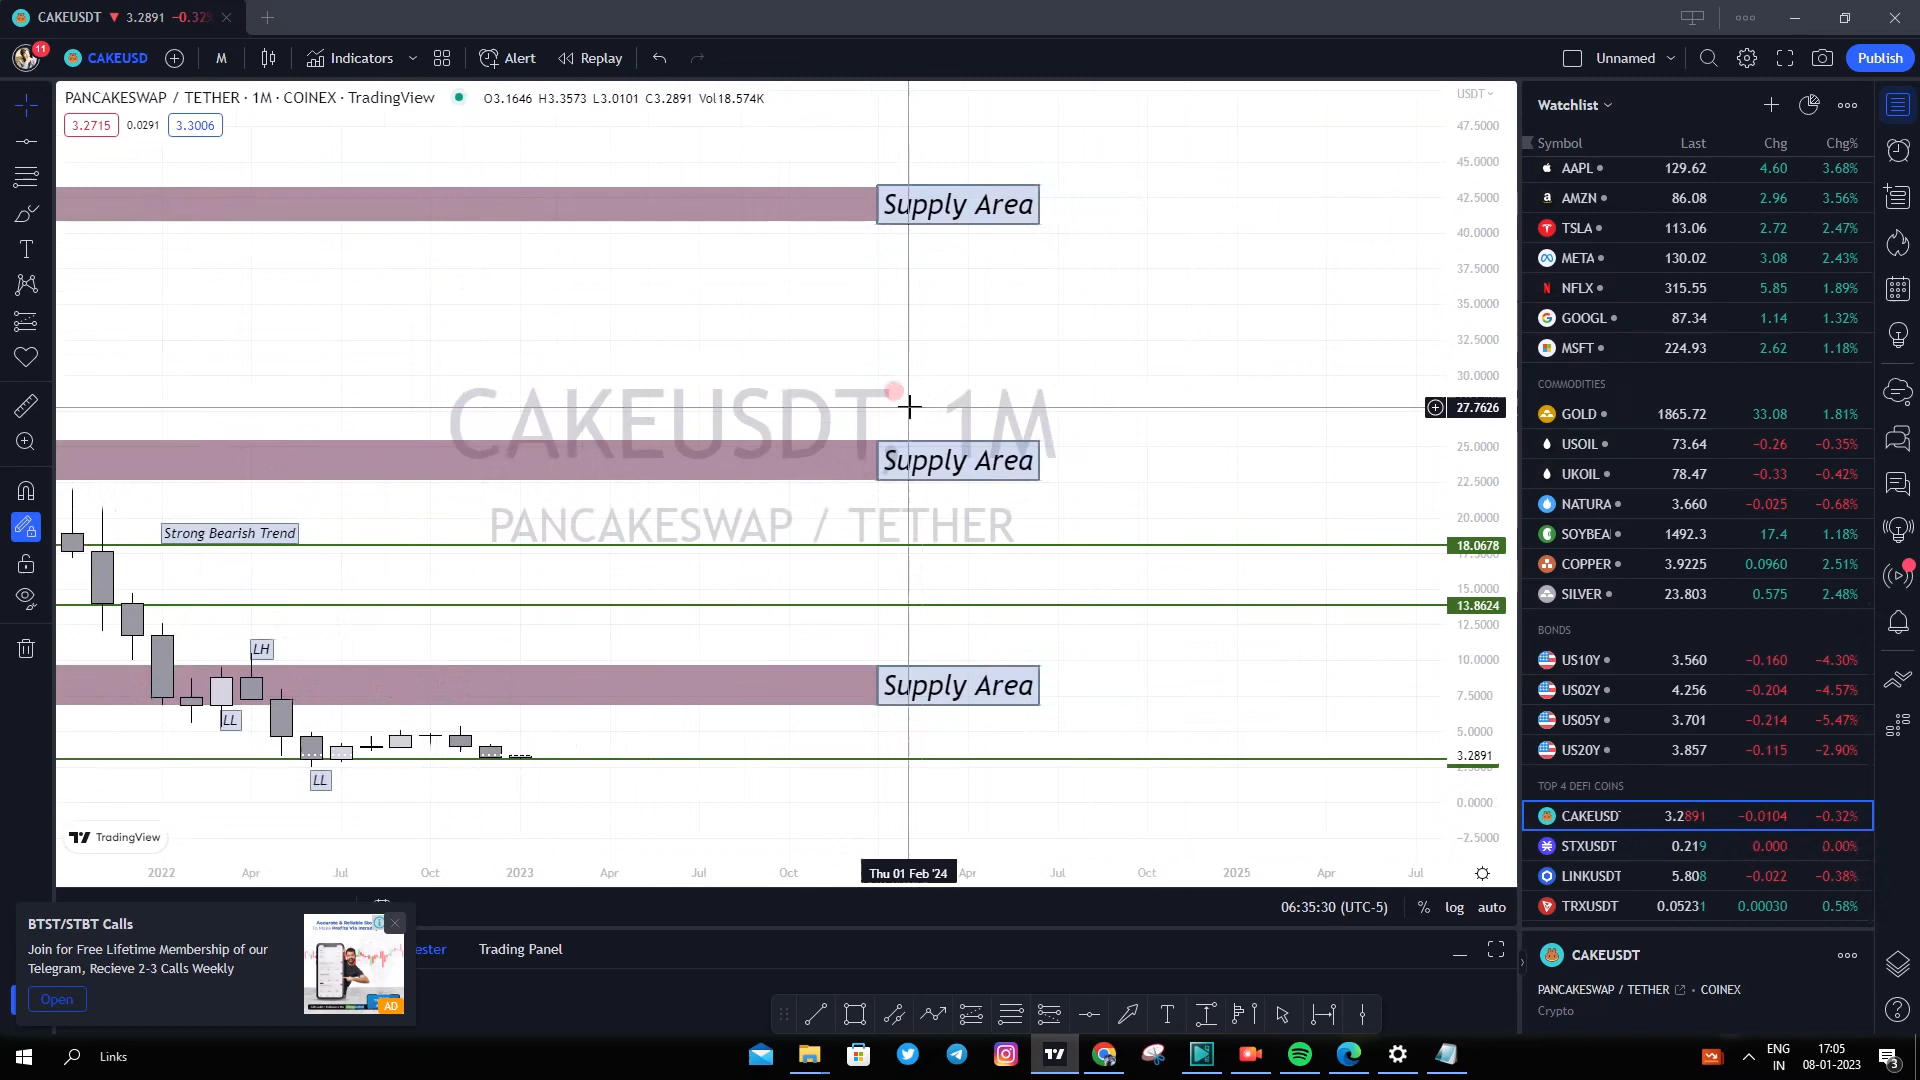 CAKEUSDT ▼ 3.2891 −0.32
11 CAKEUSD M Indicators Alert Replay Unnamed Publish
PANCAKESWAP / TETHER · 1M · COINEX · TradingView O3.1646 H3.3573 L3.0101 C3.2891 Vol18.574K
3.2715 0.0291 3.3006
USDT
47.5000
45.0000
42.5000
40.0000
37.5000
35.0000
32.5000
30.0000
27.7626
25.0000
22.5000
20.0000
18.0678
15.0000
13.8624
12.5000
10.0000
7.5000
5.0000
3.2891
0.0000
−2.5000
Supply Area
CAKEUSDT, 1M
Supply Area
PANCAKESWAP / TETHER
Strong Bearish Trend
LH
Supply Area
LL
LL
TradingView
2022 Apr Jul Oct 2023 Apr Jul Oct Thu 01 Feb '24 Apr Jul Oct 2025 Apr Jul
06:35:30 (UTC-5) % log auto
ester Trading Panel
BTST/STBT Calls
Join for Free Lifetime Membership of our
Telegram, Recieve 2-3 Calls Weekly
Open
AD
Watchlist
Symbol Last Chg Chg%
AAPL 129.62 4.60 3.68%
AMZN 86.08 2.96 3.56%
TSLA 113.06 2.72 2.47%
META 130.02 3.08 2.43%
NFLX 315.55 5.85 1.89%
GOOGL 87.34 1.14 1.32%
MSFT 224.93 2.62 1.18%
COMMODITIES
GOLD 1865.72 33.08 1.81%
USOIL 73.64 −0.26 −0.35%
UKOIL 78.47 −0.33 −0.42%
NATURA 3.660 −0.025 −0.68%
SOYBEA 1492.3 17.4 1.18%
COPPER 3.9225 0.0960 2.51%
SILVER 23.803 0.575 2.48%
BONDS
US10Y 3.560 −0.160 −4.30%
US02Y 4.256 −0.204 −4.57%
US05Y 3.701 −0.214 −5.47%
US20Y 3.857 −0.115 −2.90%
TOP 4 DEFI COINS
CAKEUSD 3.2891 −0.0104 −0.32%
STXUSDT 0.219 0.000 0.00%
LINKUSDT 5.808 −0.022 −0.38%
TRXUSDT 0.05231 0.00030 0.58%
CAKEUSDT
PANCAKESWAP / TETHER · COINEX
Crypto
Links
ENG
IN
17:05
08-01-2023
3